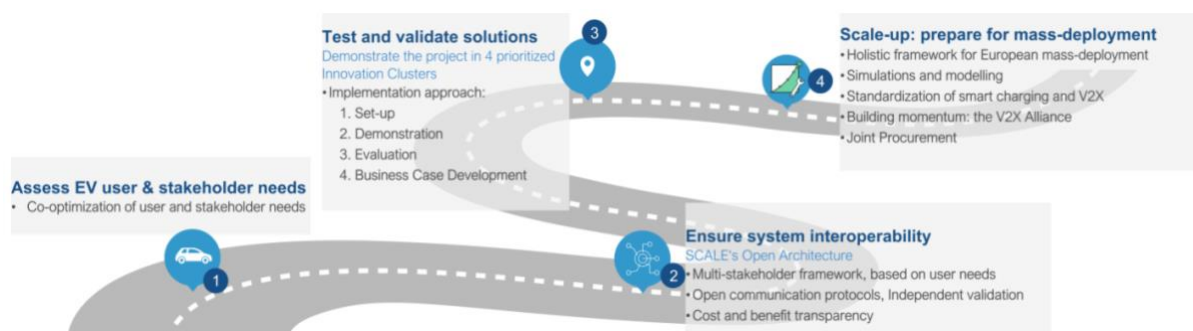 Test and validate solutions
Demonstrate the project in 4 prioritized
Innovation Clusters
•Implementation approach:
1. Set-up
2. Demonstration
3. Evaluation
4. Business Case Development
3
Scale-up: prepare for mass-deployment
•Holistic framework for European mass-deployment
•Simulations and modelling
•Standardization of smart charging and V2X
•Building momentum: the V2X Alliance
•Joint Procurement
4
Assess EV user & stakeholder needs
• Co-optimization of user and stakeholder needs
1
Ensure system interoperability
SCALE's Open Architecture
•Multi-stakeholder framework, based on user needs
•Open communication protocols, Independent validation
•Cost and benefit transparency
2